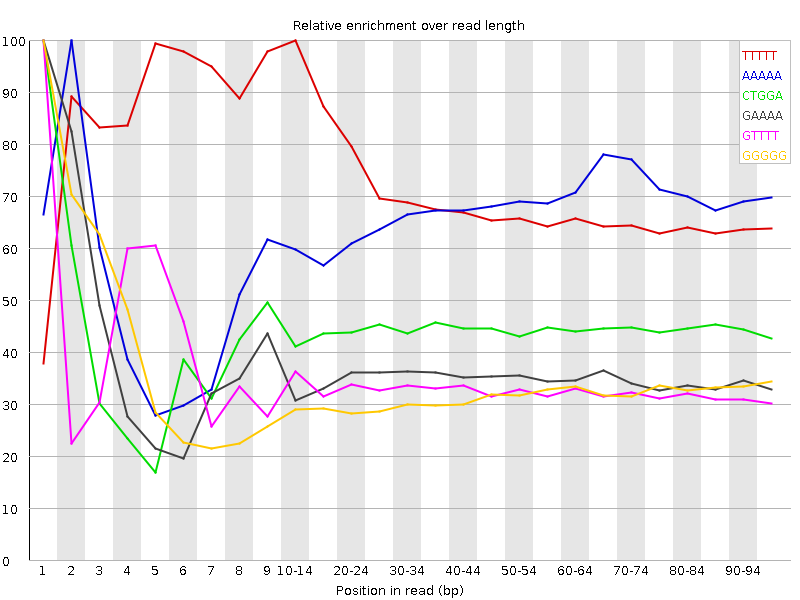 Relative enrichment over read length
100
90
80
70
60
50
40
30
20
10
0
TTTTT
AAAAA
CTGGA
GAAAA
GTTTT
GGGGG
1 2 3 4 5 6 7 8 9 10-14 20-24 30-34 40-44 50-54 60-64 70-74 80-84 90-94
Position in read (bp)